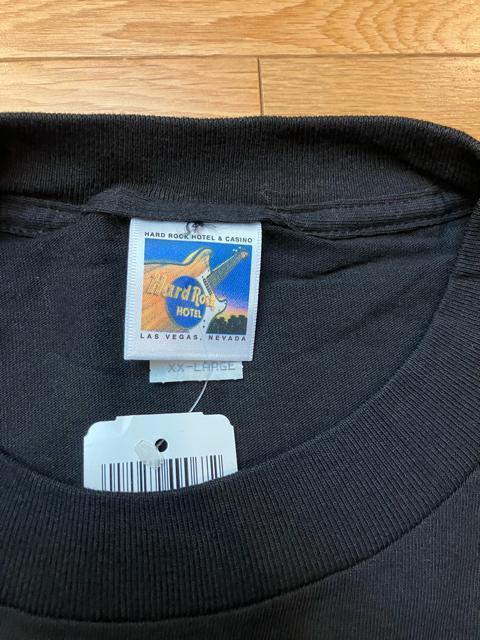 HARD ROCK HOTEL & CASINO
Hard Rock
HOTEL
LAS VEGAS, NEVADA
XX-LARGE